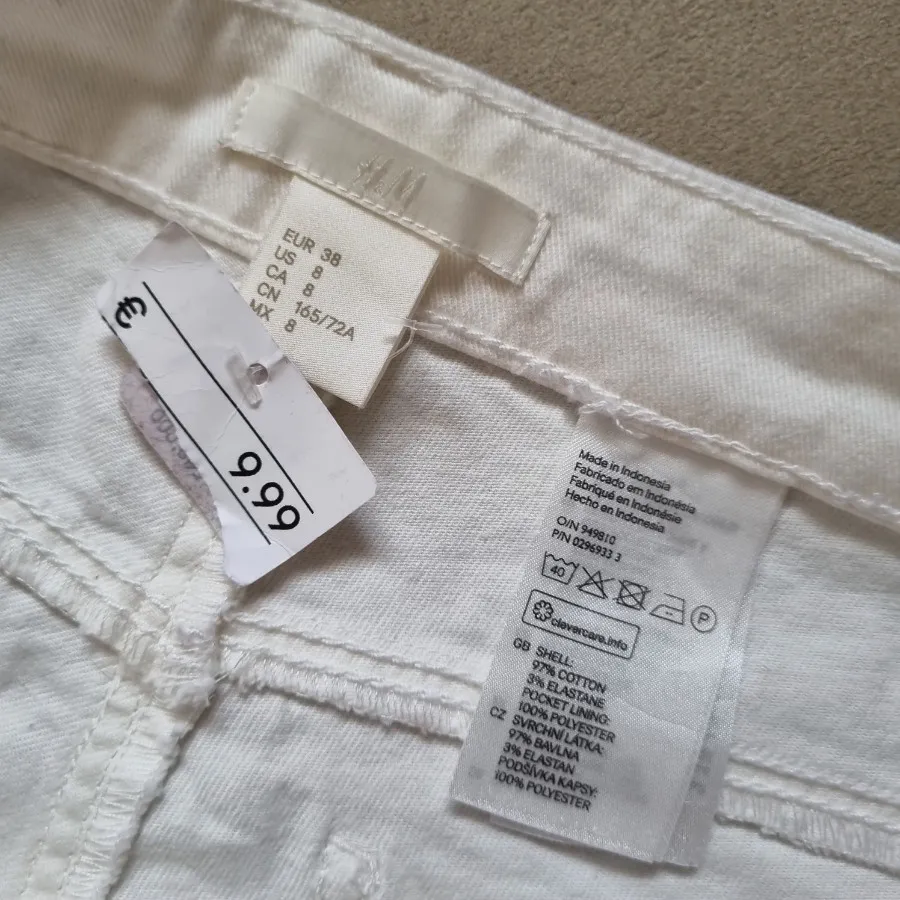 H&M
EUR 38
US 8
CA 8
CN 165/72A
MX 8
€
9.99
Made in Indonesia
Fabricado em Indonésia
Fabriqué en Indonésie
Hecho en Indonesia
O/N 949810
P/N 0296933 3
40
P
clevercare.info
GB SHELL:
97% COTTON
3% ELASTANE
POCKET LINING:
100% POLYESTER
CZ SVRCHNÍ LÁTKA:
97% BAVLNA
3% ELASTAN
PODŠÍVKA KAPSY:
100% POLYESTER